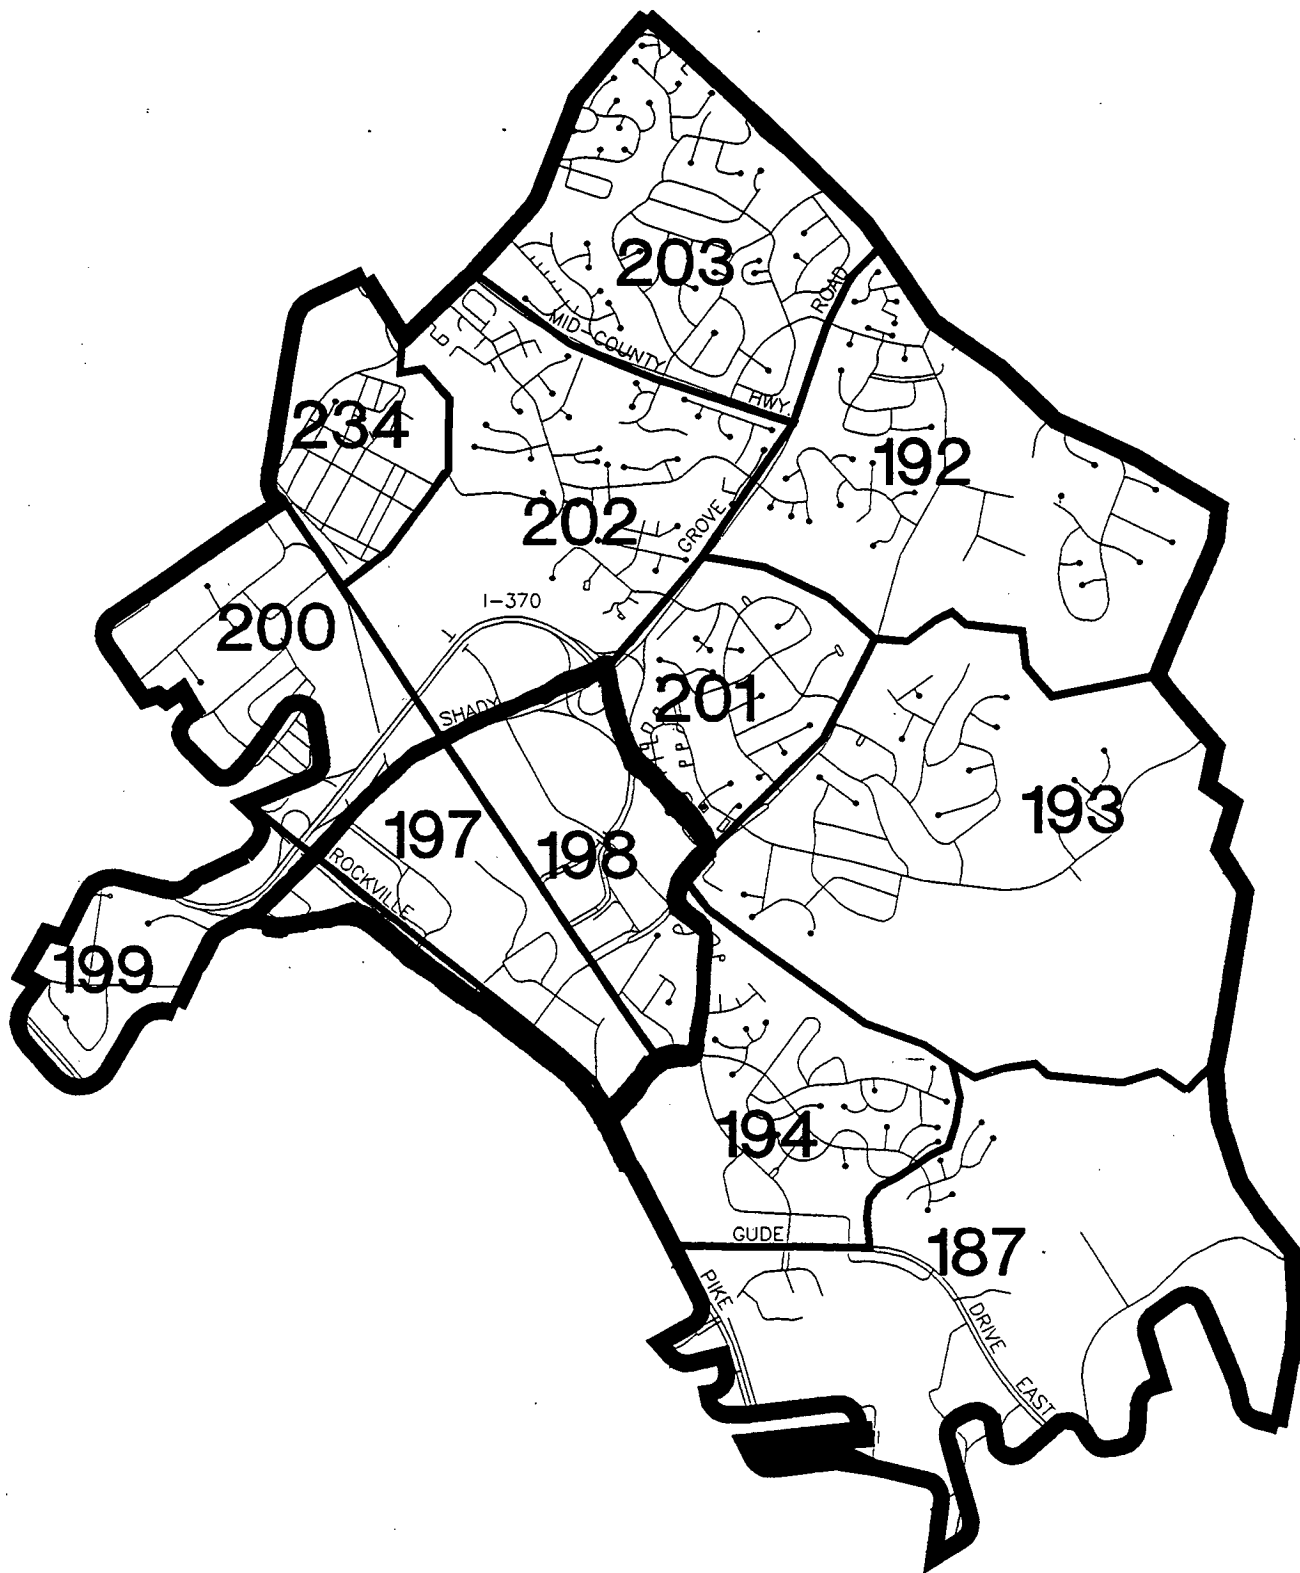 203
ROAD
MID-COUNTY
HWY.
234
192
202
GROVE
I-370
200
201
SHADY
193
197
198
ROCKVILLE
199
194
GUDE
187
PIKE
DRIVE
EAST